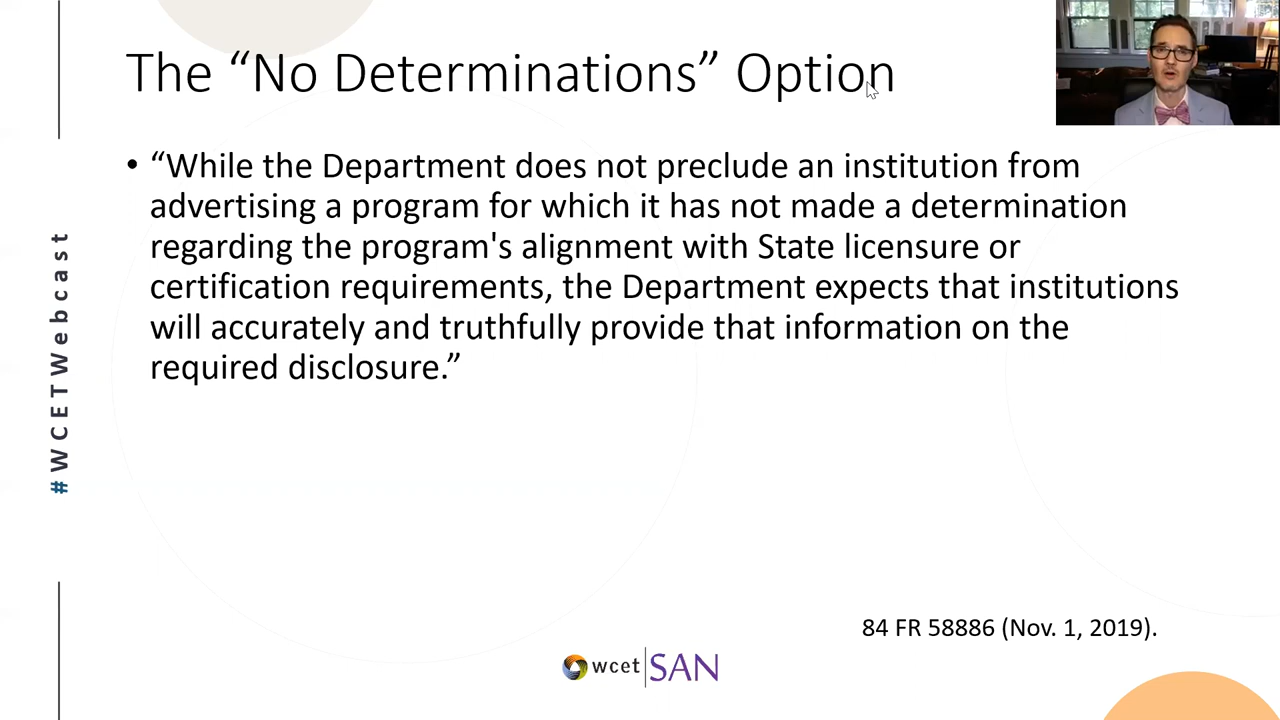 The “No Determinations” Option
• “While the Department does not preclude an institution from
advertising a program for which it has not made a determination
regarding the program's alignment with State licensure or
certification requirements, the Department expects that institutions
will accurately and truthfully provide that information on the
required disclosure.”
#WCETWebcast
84 FR 58886 (Nov. 1, 2019).
wcet SAN